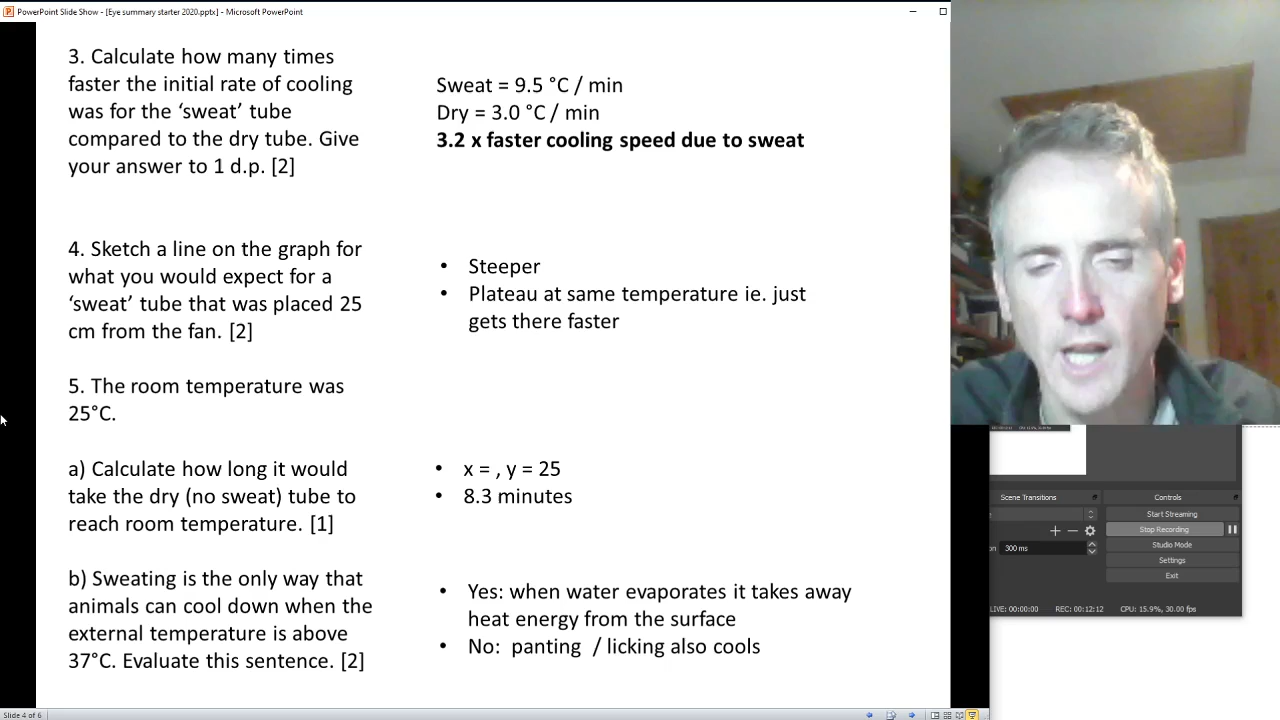 PowerPoint Slide Show - [Eye summary starter 2020.pptx] - Microsoft PowerPoint
3. Calculate how many times
faster the initial rate of cooling
was for the ‘sweat’ tube
compared to the dry tube. Give
your answer to 1 d.p. [2]
Sweat = 9.5 °C / min
Dry = 3.0 °C / min
3.2 x faster cooling speed due to sweat
4. Sketch a line on the graph for
what you would expect for a
‘sweat’ tube that was placed 25
cm from the fan. [2]
• Steeper
• Plateau at same temperature ie. just
gets there faster
5. The room temperature was
25°C.
a) Calculate how long it would
take the dry (no sweat) tube to
reach room temperature. [1]
• x = , y = 25
• 8.3 minutes
b) Sweating is the only way that
animals can cool down when the
external temperature is above
37°C. Evaluate this sentence. [2]
• Yes: when water evaporates it takes away
heat energy from the surface
• No: panting / licking also cools
Scene Transitions
Controls
Start Streaming
Stop Recording
Studio Mode
Settings
Exit
300 ms
LIVE: 00:00:00 REC: 00:12:12 CPU: 15.9%, 30.00 fps
Slide 4 of 6